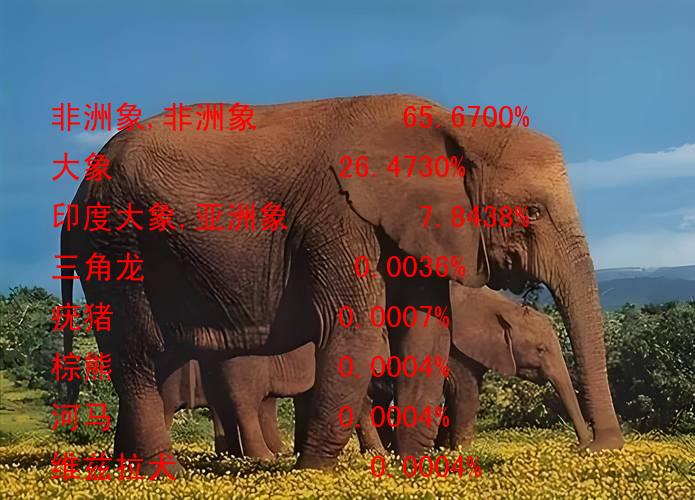 非洲象,非洲象 65.6700%
大象 26.4730%
印度大象,亚洲象 7.8438%
三角龙 0.0036%
疣猪 0.0007%
棕熊 0.0004%
河马 0.0004%
维兹拉犬 0.0004%